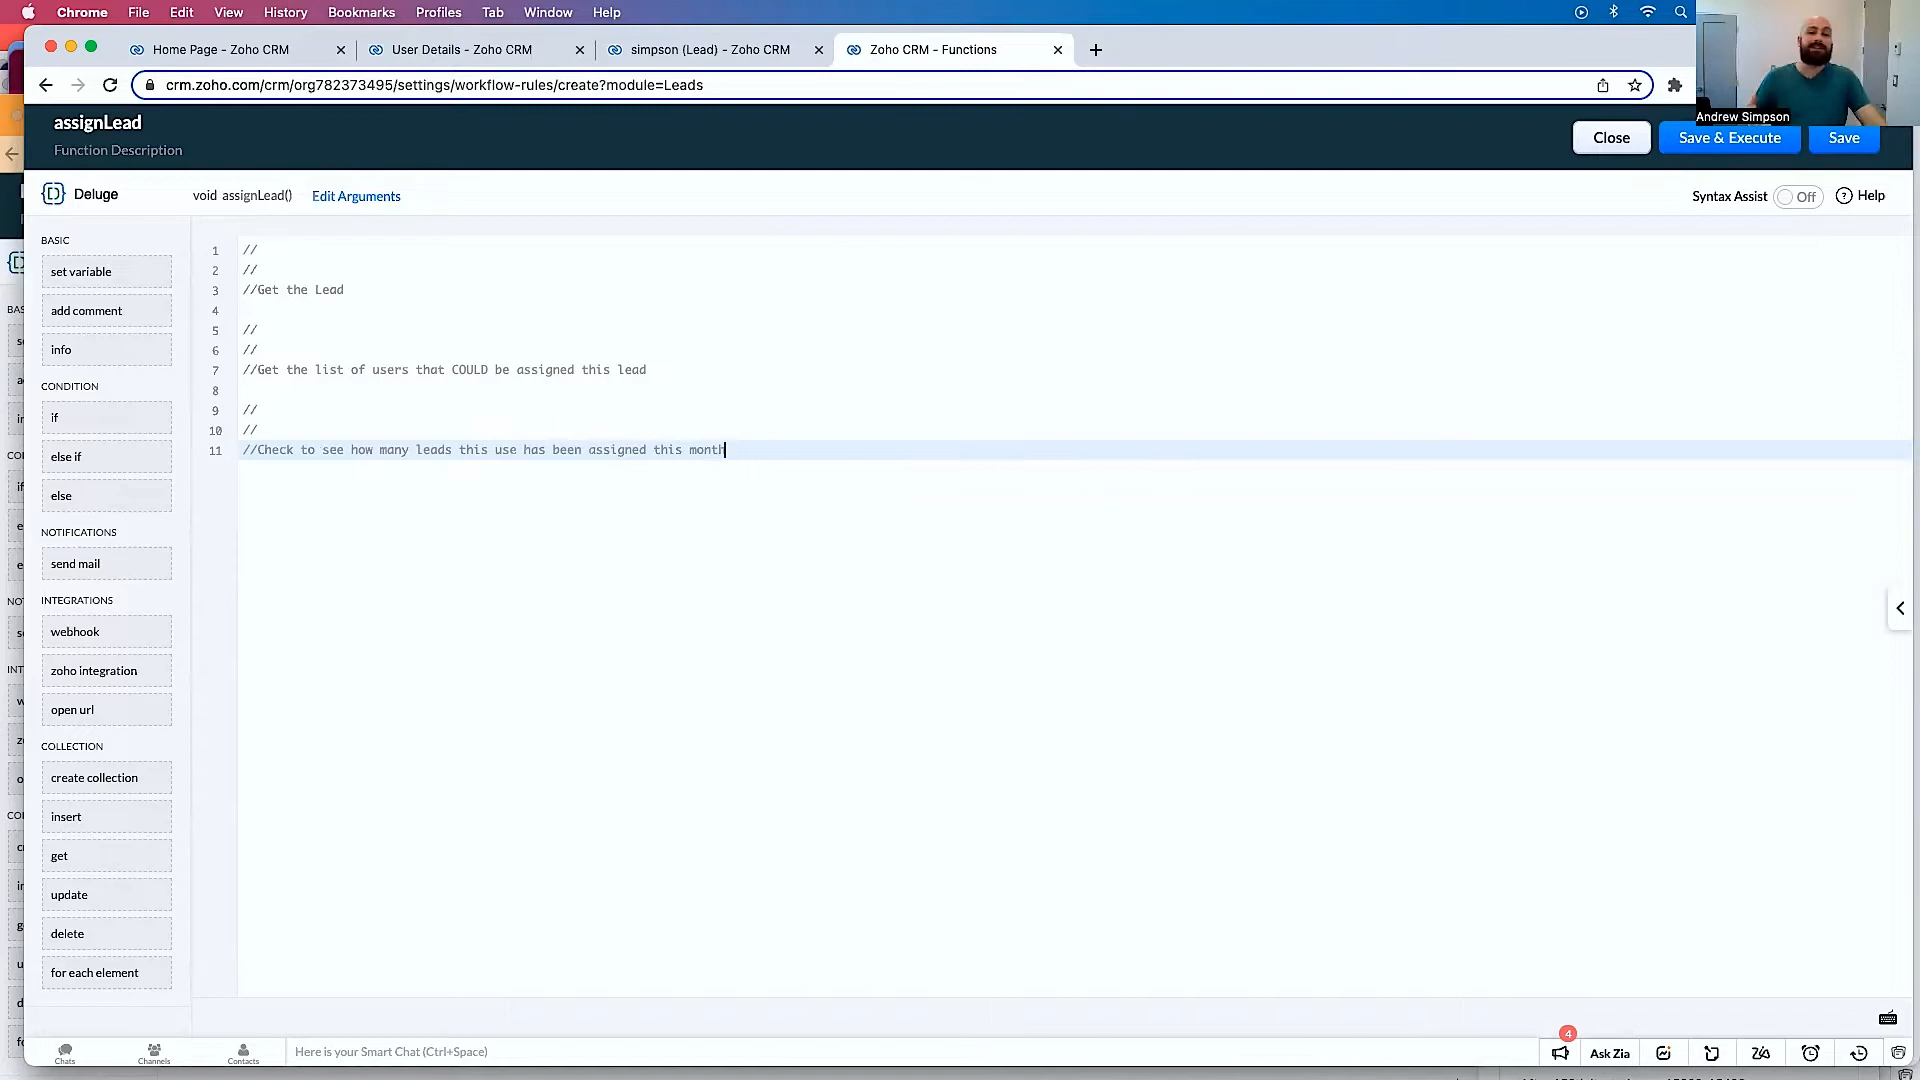 Chrome File Edit View History Bookmarks Profiles Tab Window Help
Home Page - Zoho CRM
User Details - Zoho CRM
simpson (Lead) - Zoho CRM
Zoho CRM - Functions
crm.zoho.com/crm/org782373495/settings/workflow-rules/create?module=Leads
Andrew Simpson
assignLead
Function Description
Close
Save & Execute
Save
Deluge
void assignLead()
Edit Arguments
Syntax Assist
Off
Help
BASIC
set variable
add comment
info
CONDITION
if
else if
else
NOTIFICATIONS
send mail
INTEGRATIONS
webhook
zoho integration
open url
COLLECTION
create collection
insert
get
update
delete
for each element
1 //
2 //
3 //Get the Lead
4
5 //
6 //
7 //Get the list of users that COULD be assigned this lead
8
9 //
10 //
11 //Check to see how many leads this use has been assigned this month
Chats
Channels
Contacts
Here is your Smart Chat (Ctrl+Space)
4
Ask Zia